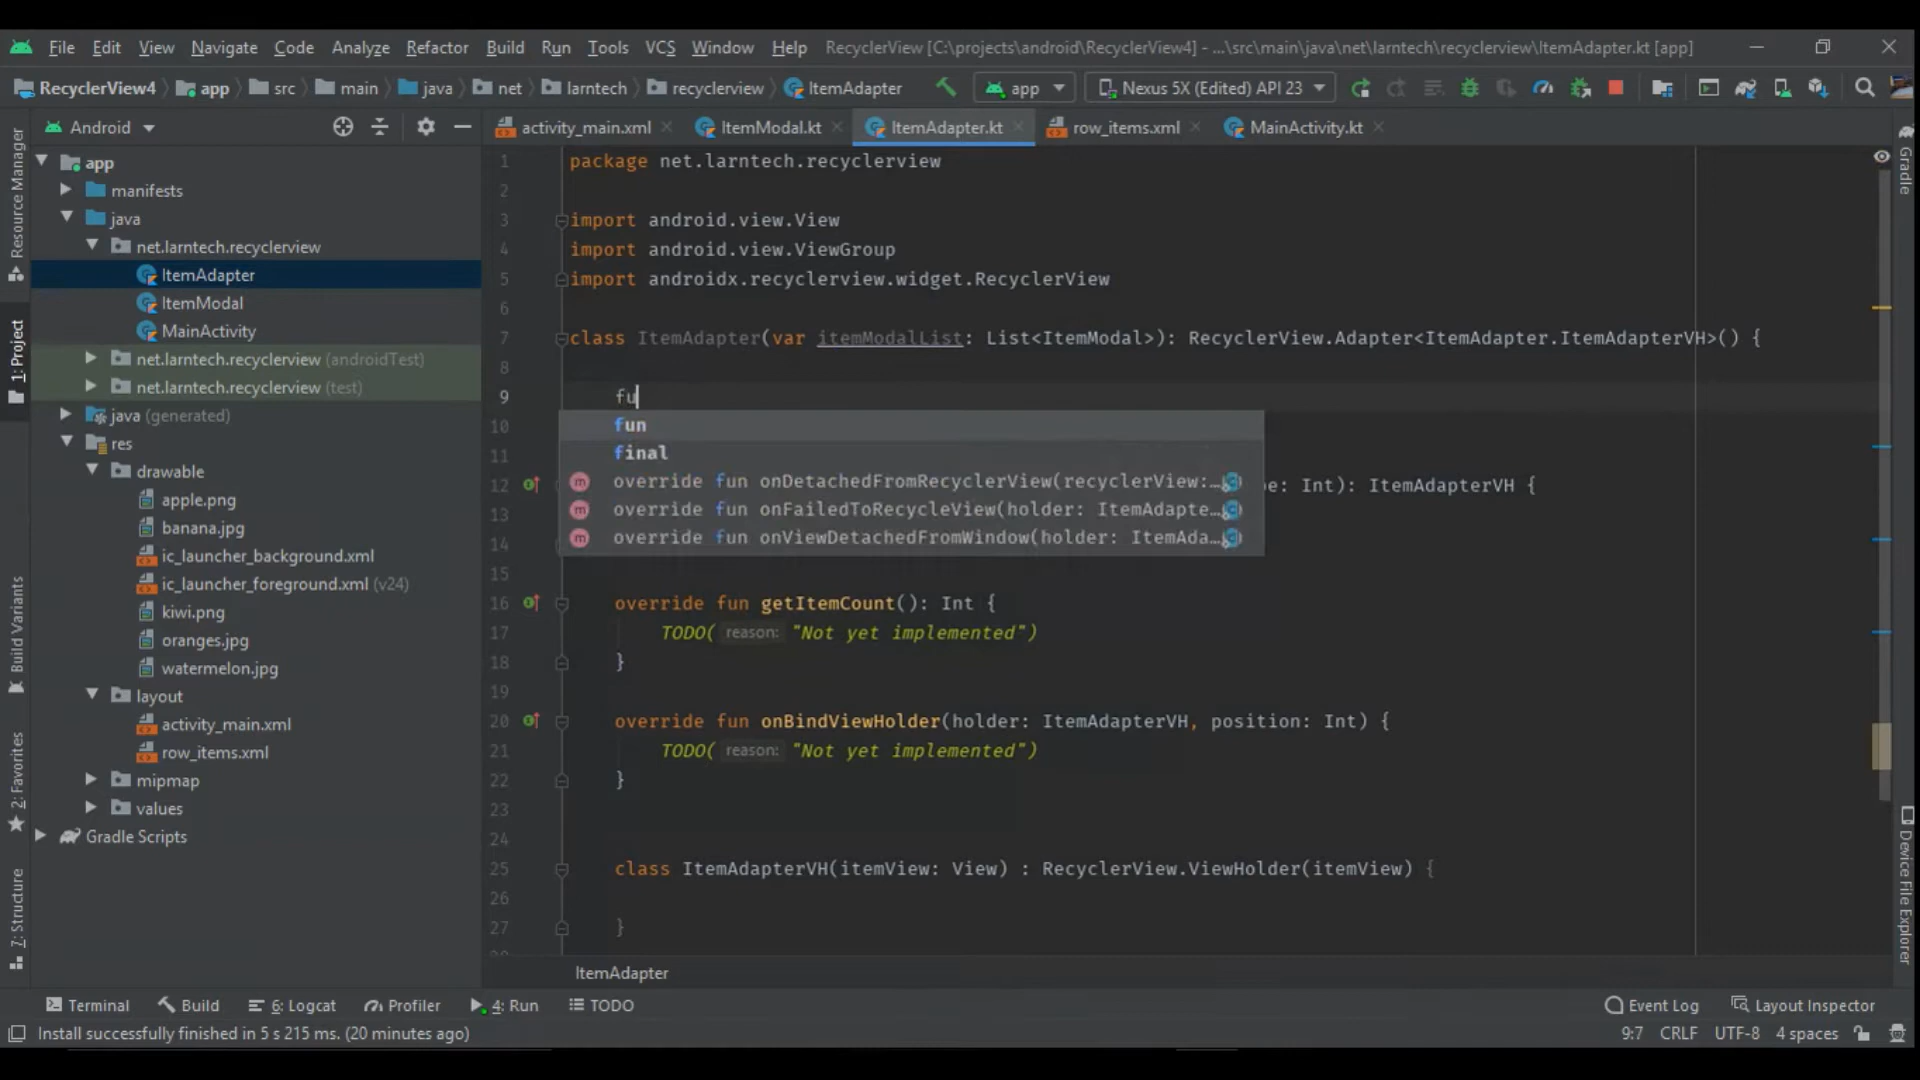 File Edit View Navigate Code Analyze Refactor Build Run Tools VCS Window Help RecyclerView [C:\projects\android\RecyclerView4] - ...\src\main\java\net\larntech\recyclerview\ItemAdapter.kt [app]
RecyclerView4 app src main java net larntech recyclerview ItemAdapter app Nexus 5X (Edited) API 23
Android
activity_main.xml ItemModal.kt ItemAdapter.kt row_items.xml MainActivity.kt
Resource Manager
1: Project
Build Variants
2: Favorites
7: Structure
app
manifests
java
net.larntech.recyclerview
ItemAdapter
ItemModal
MainActivity
net.larntech.recyclerview (androidTest)
net.larntech.recyclerview (test)
java (generated)
res
drawable
apple.png
banana.jpg
ic_launcher_background.xml
ic_launcher_foreground.xml (v24)
kiwi.png
oranges.jpg
watermelon.jpg
layout
activity_main.xml
row_items.xml
mipmap
values
Gradle Scripts
1 package net.larntech.recyclerview
2
3 import android.view.View
4 import android.view.ViewGroup
5 import androidx.recyclerview.widget.RecyclerView
6
7 class ItemAdapter(var itemModalList: List<ItemModal>): RecyclerView.Adapter<ItemAdapter.ItemAdapterVH>() {
8
9 fu
10
fun
11
final
m override fun onDetachedFromRecyclerView(recyclerView:...
12 e: Int): ItemAdapterVH {
m override fun onFailedToRecycleView(holder: ItemAdapte...
13
m override fun onViewDetachedFromWindow(holder: ItemAda...
14
15
16 override fun getItemCount(): Int {
17 TODO( reason: "Not yet implemented")
18 }
19
20 override fun onBindViewHolder(holder: ItemAdapterVH, position: Int) {
21 TODO( reason: "Not yet implemented")
22 }
23
24
25 class ItemAdapterVH(itemView: View) : RecyclerView.ViewHolder(itemView) {
26
27 }
ItemAdapter
Gradle
Device File Explorer
Terminal Build 6: Logcat Profiler 4: Run TODO Event Log Layout Inspector
Install successfully finished in 5 s 215 ms. (20 minutes ago) 9:7 CRLF UTF-8 4 spaces